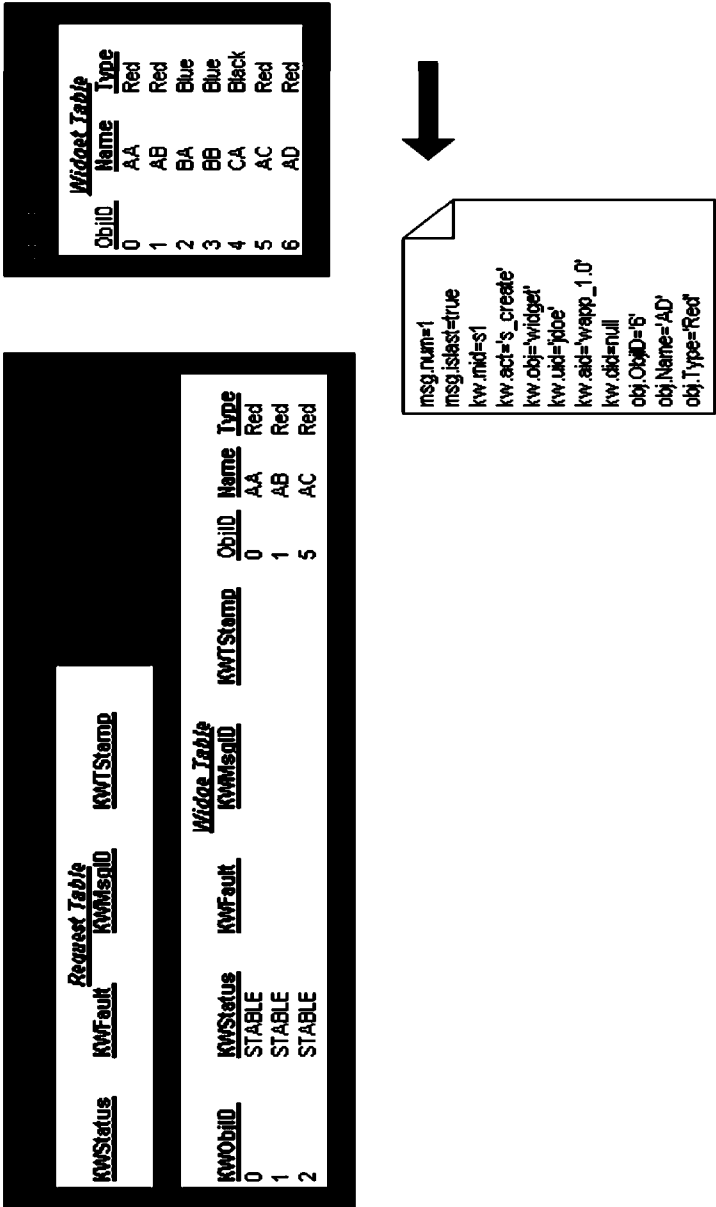 Request Table
KWStatus KWFault KWMsgID KWTStamp
Widge Table
KWObjID KWStatus KWFault KWMsgID KWTStamp ObjID Name Type
0 STABLE 0 AA Red
1 STABLE 1 AB Red
2 STABLE 5 AC Red
Widget Table
ObjID Name Type
0 AA Red
1 AB Red
2 BA Blue
3 BB Blue
4 CA Black
5 AC Red
6 AD Red
msg.num=1
msg.islast=true
kw.mid=s1
kw.act='s_create'
kw.obj='widget'
kw.uid='jdoe'
kw.aid='wapp_1.0'
kw.did=null
obj.ObjID='6'
obj.Name='AD'
obj.Type='Red'